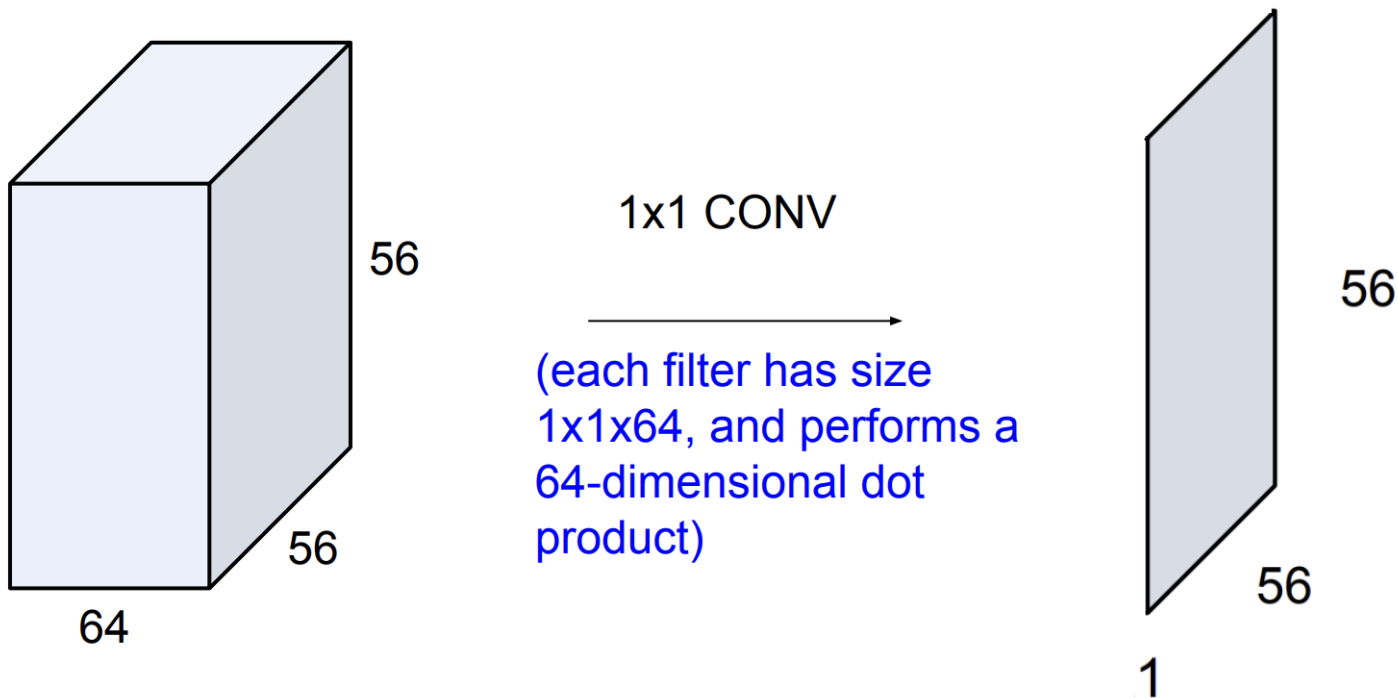 56
56
64
1x1 CONV
(each filter has size
1x1x64, and performs a
64-dimensional dot
product)
56
56
1